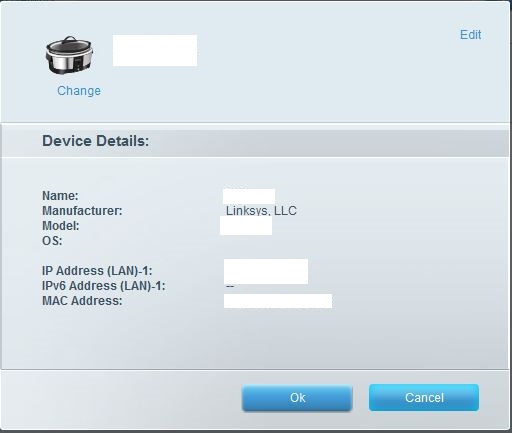 Edit
Change
Device Details:
Name:
Manufacturer: Linksys, LLC
Model:
OS:
IP Address (LAN)-1:
IPv6 Address (LAN)-1: --
MAC Address:
Ok Cancel